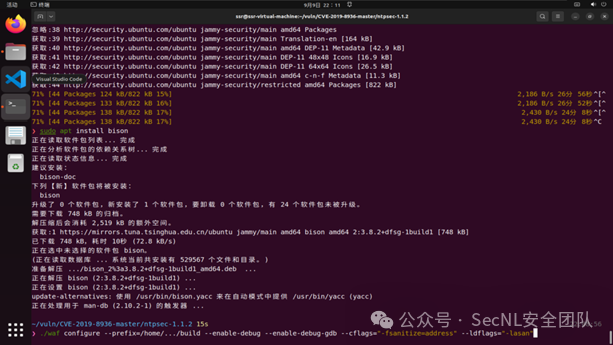 活动
终端
9月9日 22 : 11
ssr@ssr-virtual-machine:~/vuln/CVE-2019-8936-master/ntpsec-1.1.2
忽略:38 http://security.ubuntu.com/ubuntu jammy-security/main amd64 Packages
获取:39 http://security.ubuntu.com/ubuntu jammy-security/main Translation-en [164 kB]
获取:40 http://security.ubuntu.com/ubuntu jammy-security/main amd64 DEP-11 Metadata [42.9 kB]
获取:41 http://security.ubuntu.com/ubuntu jammy-security/main DEP-11 48x48 Icons [16.9 kB]
获取:42 http://security.ubuntu.com/ubuntu jammy-security/main DEP-11 64x64 Icons [26.5 kB]
security.ubuntu.com/ubuntu jammy-security/main amd64 c-n-f Metadata [11.3 kB]
Visual Studio Code
获取:44 http://security.ubuntu.com/ubuntu jammy-security/restricted amd64 Packages [822 kB]
71% [44 Packages 124 kB/822 kB 15%] 2,186 B/s 26分 56秒^[^
71% [44 Packages 133 kB/822 kB 16%] 2,186 B/s 26分 52秒^[^
71% [44 Packages 138 kB/822 kB 17%] 2,430 B/s 24分 8秒^[^
71% [44 Packages 138 kB/822 kB 17%] 2,430 B/s 24分 8秒^C
❯ sudo apt install bison
正在读取软件包列表... 完成
正在分析软件包的依赖关系树... 完成
正在读取状态信息... 完成
建议安装：
bison-doc
下列【新】软件包将被安装：
bison
升级了 0 个软件包，新安装了 1 个软件包，要卸载 0 个软件包，有 24 个软件包未被升级。
需要下载 748 kB 的归档。
解压缩后会消耗 2,519 kB 的额外空间。
获取:1 https://mirrors.tuna.tsinghua.edu.cn/ubuntu jammy/main amd64 bison amd64 2:3.8.2+dfsg-1build1 [748 kB]
已下载 748 kB，耗时 10秒 (72.8 kB/s)
正在选中未选择的软件包 bison。
(正在读取数据库 ... 系统当前共安装有 529567 个文件和目录。)
准备解压 .../bison_2%3a3.8.2+dfsg-1build1_amd64.deb ...
正在解压 bison (2:3.8.2+dfsg-1build1) ...
正在设置 bison (2:3.8.2+dfsg-1build1) ...
update-alternatives: 使用 /usr/bin/bison.yacc 来在自动模式中提供 /usr/bin/yacc (yacc)
正在处理用于 man-db (2.10.2-1) 的触发器 ...
~/vuln/CVE-2019-8936-master/ntpsec-1.1.2 15s
❯ ./waf configure --prefix=/home/.../build --enable-debug --enable-debug-gdb --cflags="-fsanitize=address" --ldflags="-lasan"
公众号 · SecNL安全团队